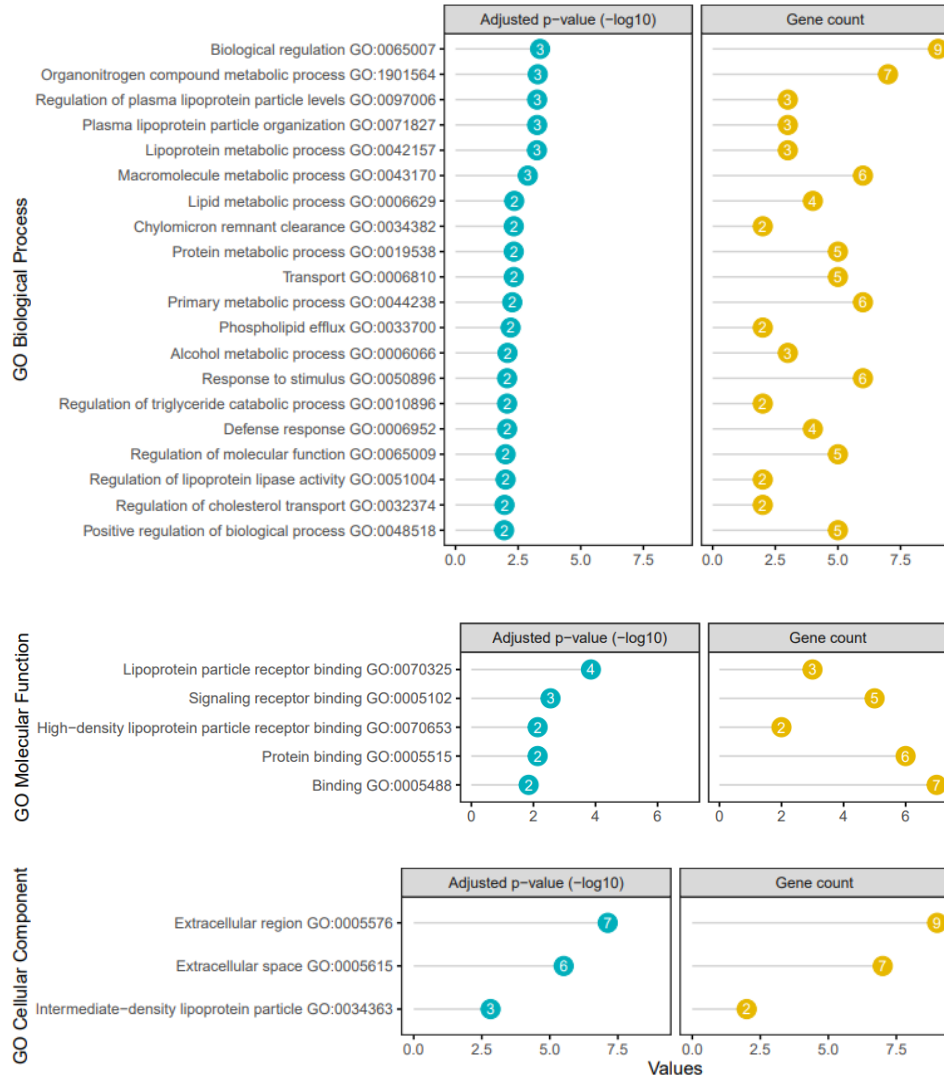 Adjusted p−value (−log10) Gene count
GO Biological Process
Biological regulation GO:0065007 3 9
Organonitrogen compound metabolic process GO:1901564 3 7
Regulation of plasma lipoprotein particle levels GO:0097006 3 3
Plasma lipoprotein particle organization GO:0071827 3 3
Lipoprotein metabolic process GO:0042157 3 3
Macromolecule metabolic process GO:0043170 3 6
Lipid metabolic process GO:0006629 2 4
Chylomicron remnant clearance GO:0034382 2 2
Protein metabolic process GO:0019538 2 5
Transport GO:0006810 2 5
Primary metabolic process GO:0044238 2 6
Phospholipid efflux GO:0033700 2 2
Alcohol metabolic process GO:0006066 2 3
Response to stimulus GO:0050896 2 6
Regulation of triglyceride catabolic process GO:0010896 2 2
Defense response GO:0006952 2 4
Regulation of molecular function GO:0065009 2 5
Regulation of lipoprotein lipase activity GO:0051004 2 2
Regulation of cholesterol transport GO:0032374 2 2
Positive regulation of biological process GO:0048518 2 5
0.0 2.5 5.0 7.5 0.0 2.5 5.0 7.5
Adjusted p−value (−log10) Gene count
GO Molecular Function
Lipoprotein particle receptor binding GO:0070325 4 3
Signaling receptor binding GO:0005102 3 5
High−density lipoprotein particle receptor binding GO:0070653 2 2
Protein binding GO:0005515 2 6
Binding GO:0005488 2 7
0 2 4 6 0 2 4 6
Adjusted p−value (−log10) Gene count
GO Cellular Component
Extracellular region GO:0005576 7 9
Extracellular space GO:0005615 6 7
Intermediate−density lipoprotein particle GO:0034363 3 2
0.0 2.5 5.0 7.5 0.0 2.5 5.0 7.5
Values